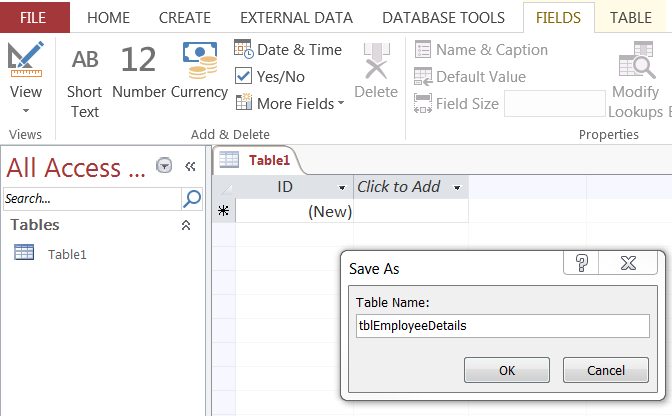 FILE HOME CREATE EXTERNAL DATA DATABASE TOOLS FIELDS TABLE
View
AB
Short Text
12
Number
Currency
Date & Time
Yes/No
More Fields
Delete
Name & Caption
Default Value
Field Size
Modify Lookups
Views
Add & Delete
Properties
All Access ...
Search...
Tables
Table1
Table1
ID Click to Add
(New)
Save As
Table Name:
tblEmployeeDetails
OK Cancel